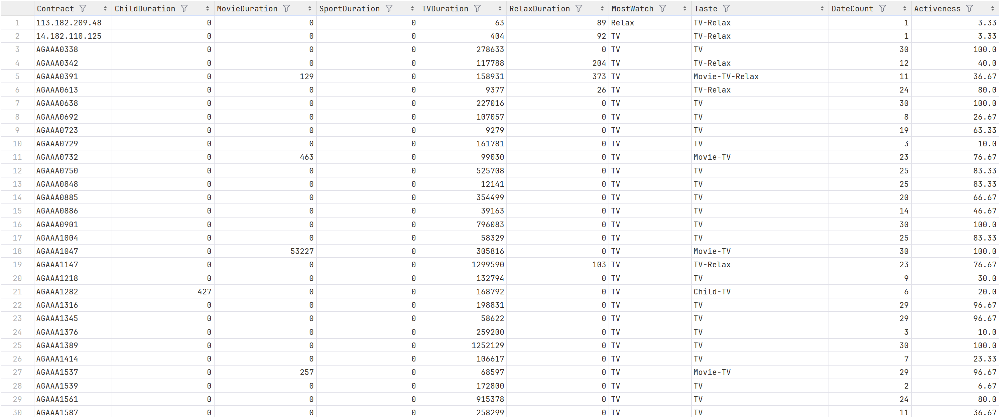 Contract ChildDuration MovieDuration SportDuration TVDuration RelaxDuration MostWatch Taste DateCount Activeness
1 113.182.209.48 0 0 0 63 89 Relax TV-Relax 1 3.33
2 14.182.110.125 0 0 0 404 92 TV TV-Relax 1 3.33
3 AGAAA0338 0 0 0 278633 0 TV TV 30 100.0
4 AGAAA0342 0 0 0 117788 204 TV TV-Relax 12 40.0
5 AGAAA0391 0 129 0 158931 373 TV Movie-TV-Relax 11 36.67
6 AGAAA0613 0 0 0 9377 26 TV TV-Relax 24 80.0
7 AGAAA0638 0 0 0 227016 0 TV TV 30 100.0
8 AGAAA0692 0 0 0 107057 0 TV TV 8 26.67
9 AGAAA0723 0 0 0 9279 0 TV TV 19 63.33
10 AGAAA0729 0 0 0 161781 0 TV TV 3 10.0
11 AGAAA0732 0 463 0 99030 0 TV Movie-TV 23 76.67
12 AGAAA0750 0 0 0 525708 0 TV TV 25 83.33
13 AGAAA0848 0 0 0 12141 0 TV TV 25 83.33
14 AGAAA0885 0 0 0 354499 0 TV TV 20 66.67
15 AGAAA0886 0 0 0 39163 0 TV TV 14 46.67
16 AGAAA0901 0 0 0 796083 0 TV TV 30 100.0
17 AGAAA1004 0 0 0 58329 0 TV TV 25 83.33
18 AGAAA1047 0 53227 0 305816 0 TV Movie-TV 30 100.0
19 AGAAA1147 0 0 0 1299590 103 TV TV-Relax 23 76.67
20 AGAAA1218 0 0 0 132794 0 TV TV 9 30.0
21 AGAAA1282 427 0 0 168792 0 TV Child-TV 6 20.0
22 AGAAA1316 0 0 0 198831 0 TV TV 29 96.67
23 AGAAA1345 0 0 0 58622 0 TV TV 29 96.67
24 AGAAA1376 0 0 0 259200 0 TV TV 3 10.0
25 AGAAA1389 0 0 0 1252129 0 TV TV 30 100.0
26 AGAAA1414 0 0 0 106617 0 TV TV 7 23.33
27 AGAAA1537 0 257 0 68597 0 TV Movie-TV 29 96.67
28 AGAAA1539 0 0 0 172800 0 TV TV 2 6.67
29 AGAAA1561 0 0 0 915378 0 TV TV 24 80.0
30 AGAAA1587 0 0 0 258299 0 TV TV 11 36.67